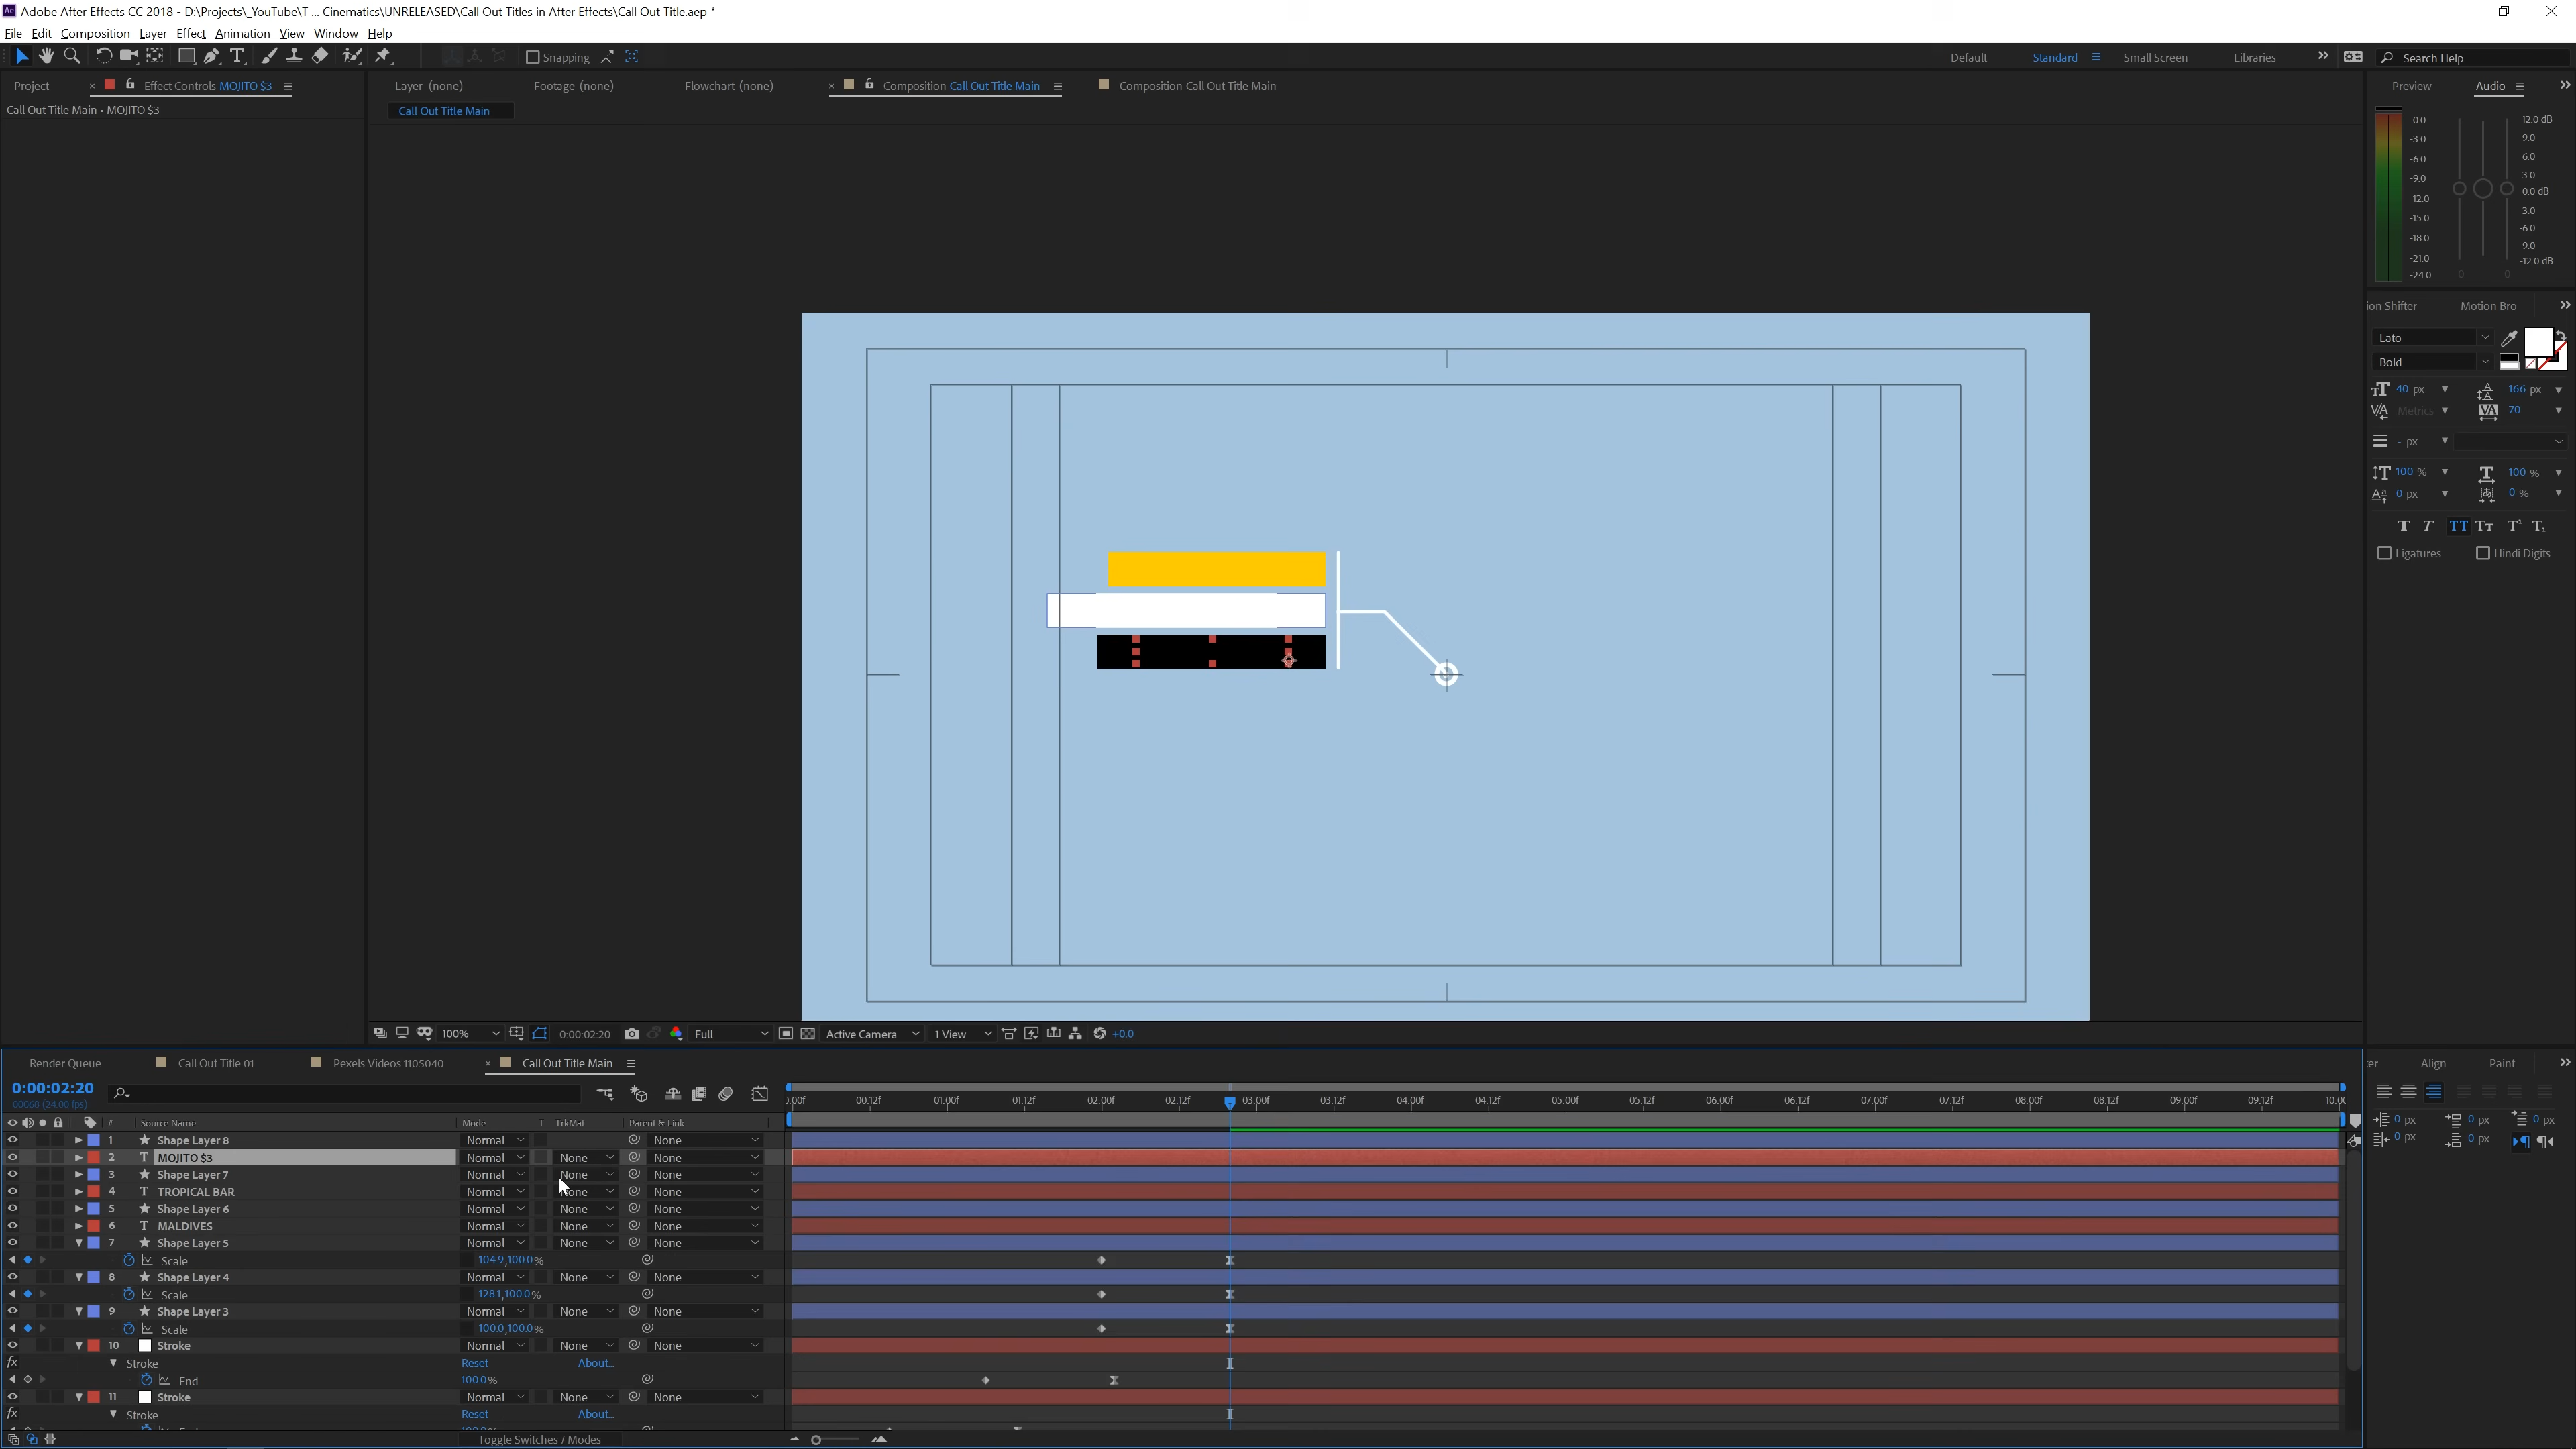 Ae Adobe After Effects CC 2018 - D:\Projects\_YouTube\T ... Cinematics\UNRELEASED\Call Out Titles in After Effects\Call Out Title.aep *
File Edit Composition Layer Effect Animation View Window Help
Snapping Default Standard Small Screen Libraries Search Help
Project Effect Controls MOJITO $3 Layer (none) Footage (none) Flowchart (none) Composition Call Out Title Main Composition Call Out Title Main Preview Audio
Call Out Title Main • MOJITO $3 Call Out Title Main
0.0 12.0 dB
-3.0 9.0
-6.0 6.0
-9.0 3.0
0.0 dB
-12.0 -3.0
-15.0 -6.0
-18.0 -9.0
-21.0 -12.0 dB
-24.0 0 0
ion Shifter Motion Bro
Lato
Bold
40 px 166 px
Metrics 70
- px
100 % 100 %
0 px 0 %
T T TT Tт T¹ T₁
Ligatures Hindi Digits
100% 0:00:02:20 Full Active Camera 1 View +0.0
Render Queue Call Out Title 01 Pexels Videos 1105040 Call Out Title Main er Align Paint
0:00:02:20
00068 (24.00 fps)
:00f 00:12f 01:00f 01:12f 02:00f 02:12f 03:00f 03:12f 04:00f 04:12f 05:00f 05:12f 06:00f 06:12f 07:00f 07:12f 08:00f 08:12f 09:00f 09:12f 10:00
# Source Name Mode T TrkMat Parent & Link
0 px 0 px 0 px
0 px 0 px
1 Shape Layer 8 Normal None
2 T MOJITO $3 Normal None None
3 Shape Layer 7 Normal None None
4 T TROPICAL BAR Normal None None
5 Shape Layer 6 Normal None None
6 T MALDIVES Normal None None
7 Shape Layer 5 Normal None None
Scale 104.9,100.0%
8 Shape Layer 4 Normal None None
Scale 128.1,100.0%
9 Shape Layer 3 Normal None None
Scale 100.0,100.0%
10 Stroke Normal None None
fx Stroke Reset About...
End 100.0%
11 Stroke Normal None None
fx Stroke Reset About...
Toggle Switches / Modes